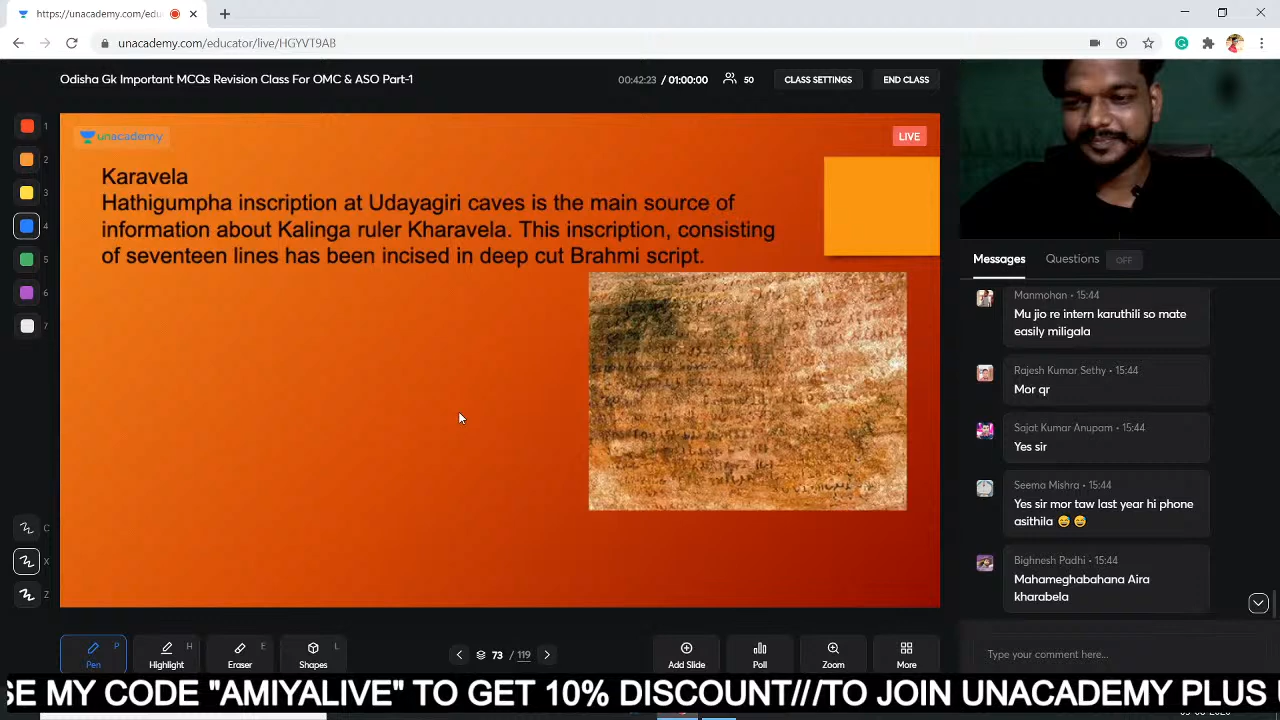 https://unacademy.com/edu
unacademy.com/educator/live/HGYVT9AB
Odisha Gk Important MCQs Revision Class For OMC & ASO Part-1
00:42:23 / 01:00:00
50
CLASS SETTINGS
END CLASS
unacademy
LIVE
Karavela
Hathigumpha inscription at Udayagiri caves is the main source of
information about Kalinga ruler Kharavela. This inscription, consisting
of seventeen lines has been incised in deep cut Brahmi script.
1
2
3
4
5
6
7
C
X
Z
Messages
Questions
OFF
Manmohan • 15:44
Mu jio re intern karuthili so mate
easily miligala
Rajesh Kumar Sethy • 15:44
Mor qr
Sajat Kumar Anupam • 15:44
Yes sir
Seema Mishra • 15:44
Yes sir mor taw last year hi phone
asithila 😄 😄
Bighnesh Padhi • 15:44
Mahameghabahana Aira
kharabela
Type your comment here...
P
Pen
H
Highlight
E
Eraser
L
Shapes
73 / 119
Add Slide
Poll
Zoom
More
SE MY CODE "AMIYALIVE" TO GET 10% DISCOUNT///TO JOIN UNACADEMY PLUS